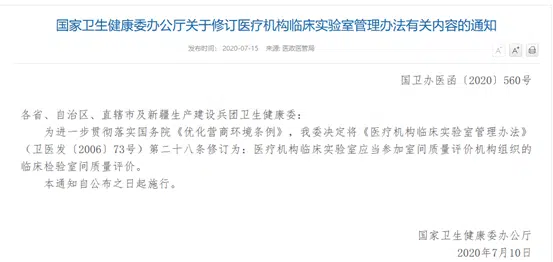 国家卫生健康委办公厅关于修订医疗机构临床实验室管理办法有关内容的通知
发布时间： 2020-07-15 来源: 医政医管局
A- A+
国卫办医函〔2020〕560号
各省、自治区、直辖市及新疆生产建设兵团卫生健康委：
为进一步贯彻落实国务院《优化营商环境条例》，我委决定将《医疗机构临床实验室管理办法》
（卫医发〔2006〕73号）第二十八条修订为：医疗机构临床实验室应当参加室间质量评价机构组织的
临床检验室间质量评价。
本通知自公布之日起施行。
国家卫生健康委办公厅
2020年7月10日